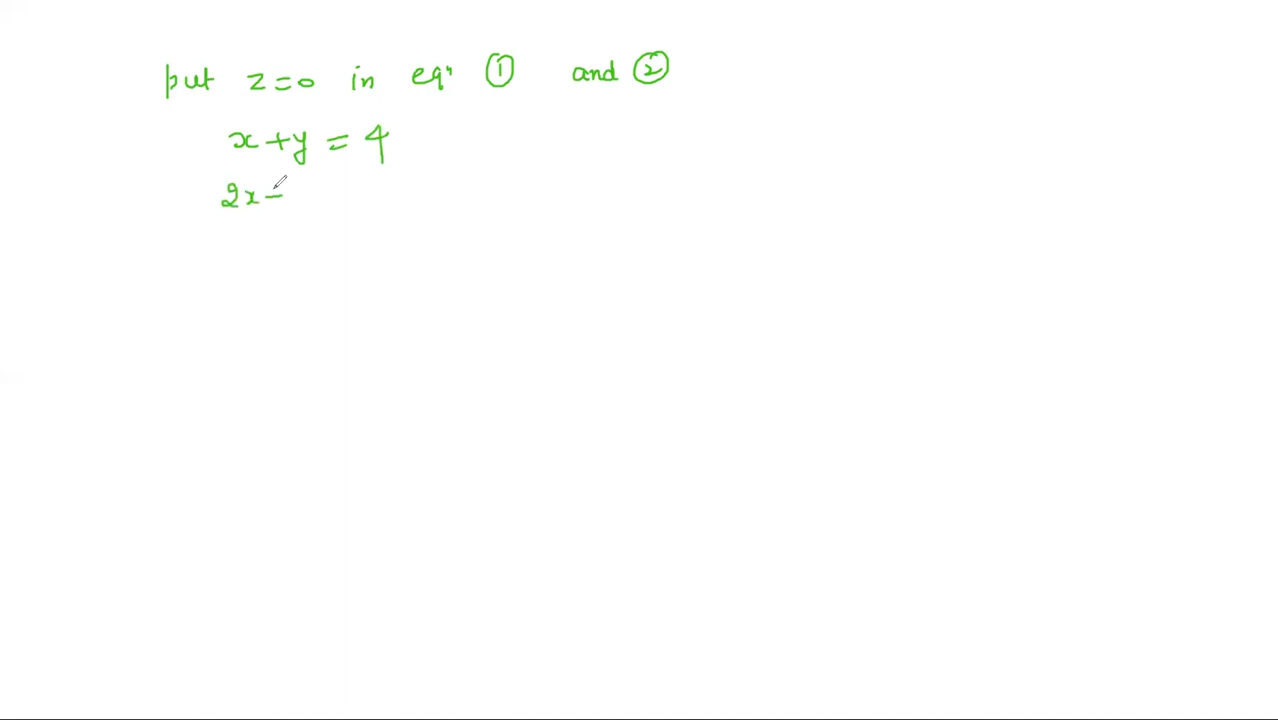 put z=0 in eqn ① and ②
x+y = 4
2x-